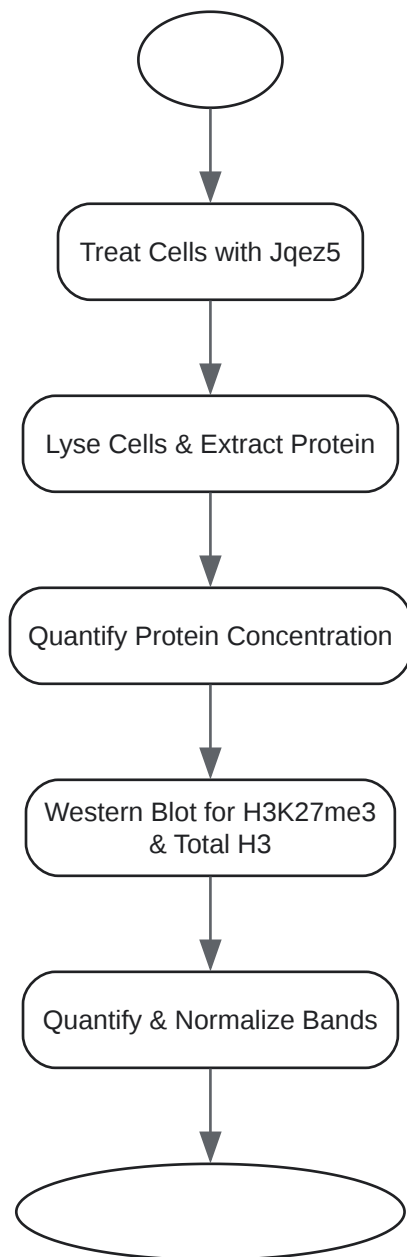 Treat Cells with Jqez5
Lyse Cells & Extract Protein
Quantify Protein Concentration
Western Blot for H3K27me3
& Total H3
Quantify & Normalize Bands